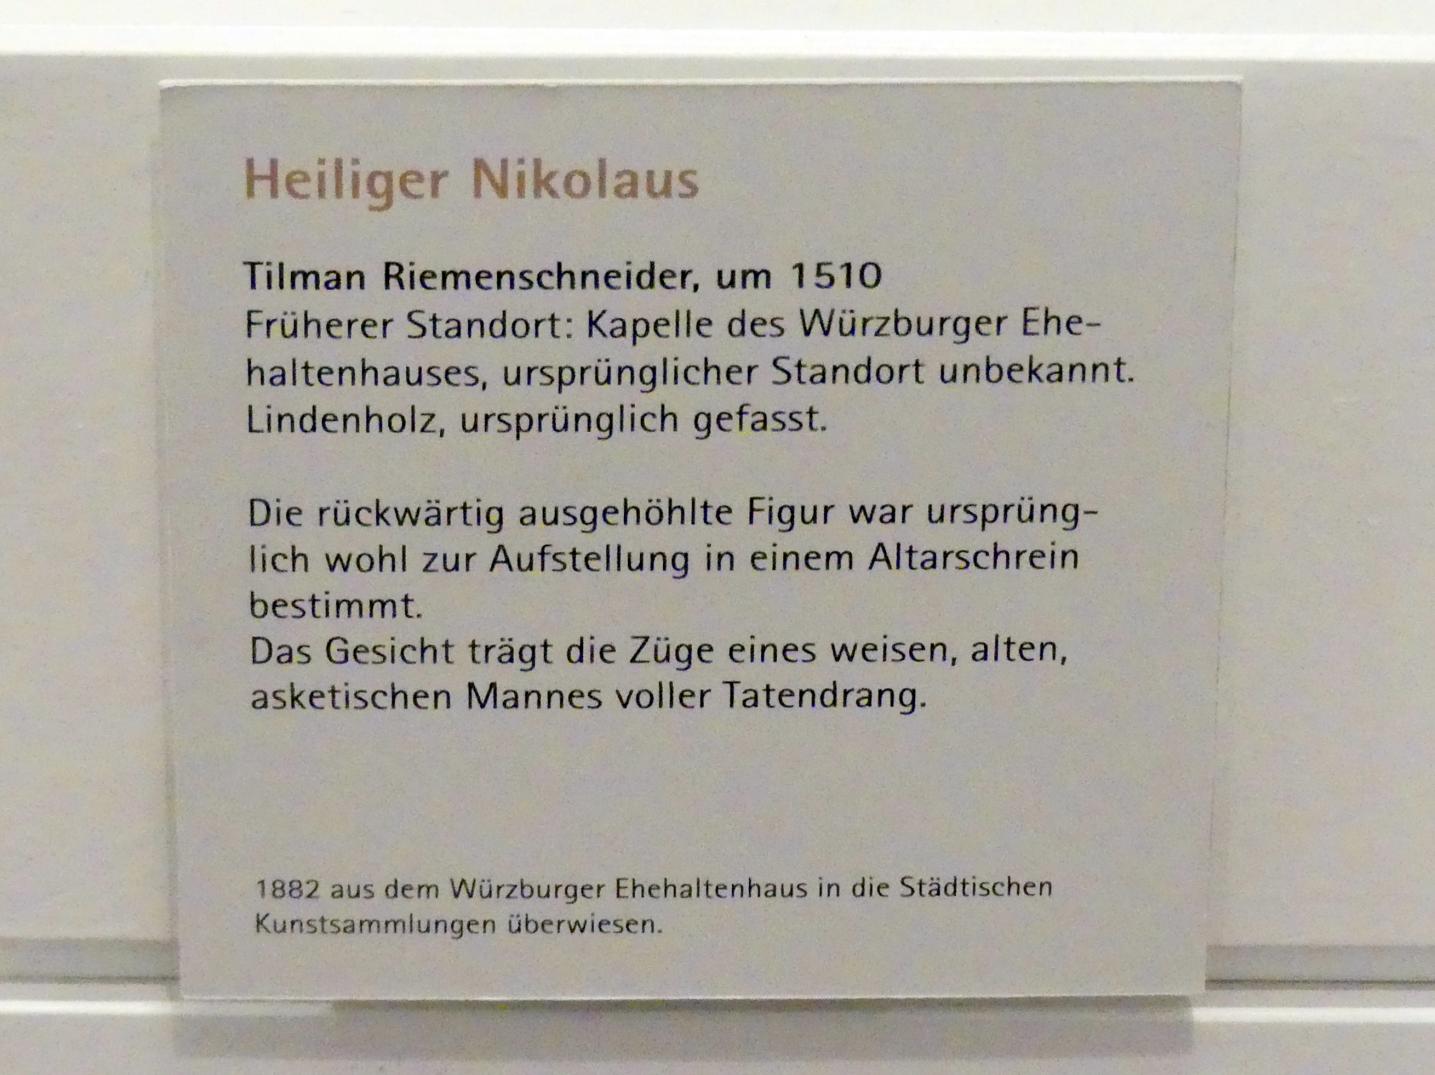 Heiliger Nikolaus
Tilman Riemenschneider, um 1510
Früherer Standort: Kapelle des Würzburger Ehe-
haltenhauses, ursprünglicher Standort unbekannt.
Lindenholz, ursprünglich gefasst.
Die rückwärtig ausgehöhlte Figur war ursprüng-
lich wohl zur Aufstellung in einem Altarschrein
bestimmt.
Das Gesicht trägt die Züge eines weisen, alten,
asketischen Mannes voller Tatendrang.
1882 aus dem Würzburger Ehehaltenhaus in die Städtischen
Kunstsammlungen überwiesen.